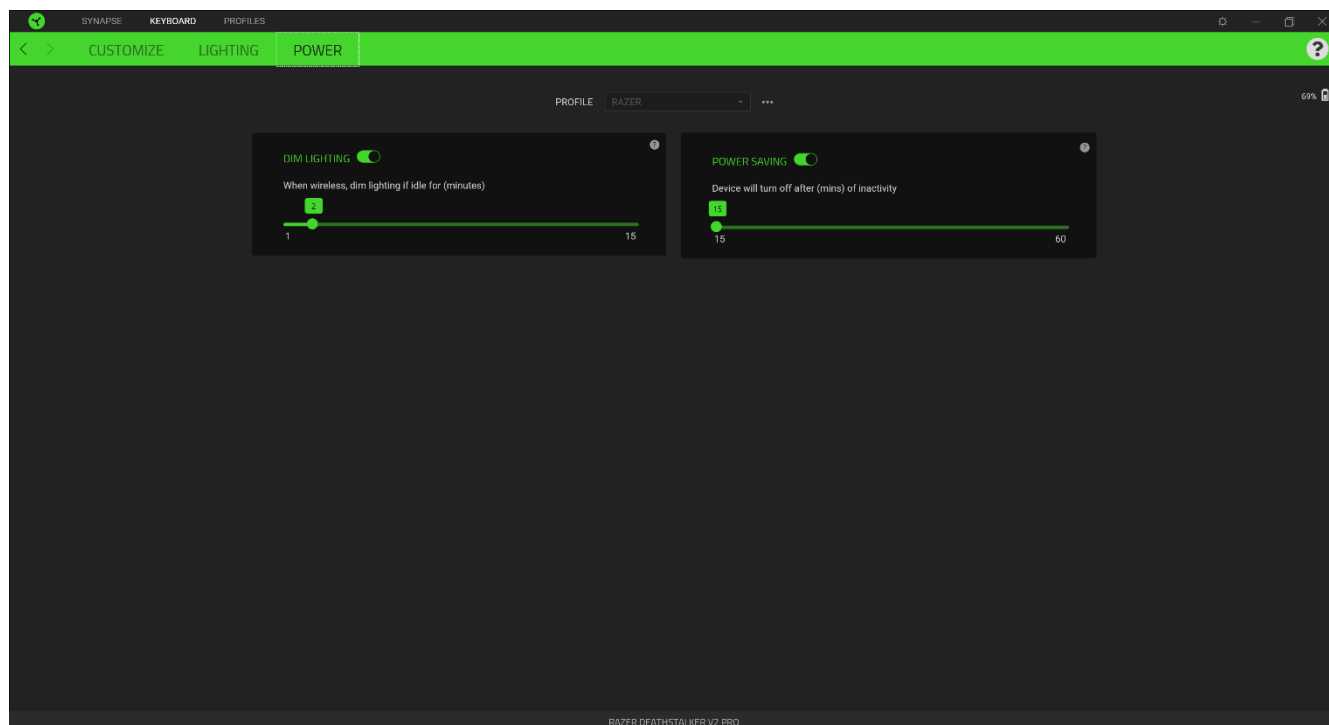 SYNAPSE KEYBOARD PROFILES
CUSTOMIZE LIGHTING POWER ?
PROFILE RAZER
69%
DIM LIGHTING ?
When wireless, dim lighting if idle for (minutes)
2
1 15
POWER SAVING ?
Device will turn off after (mins) of inactivity
15
15 60
RAZER DEATHSTALKER V2 PRO